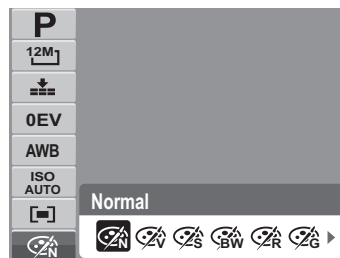 P
12M
0EV
AWB
ISO
AUTO
Normal
N V S BW R G
N